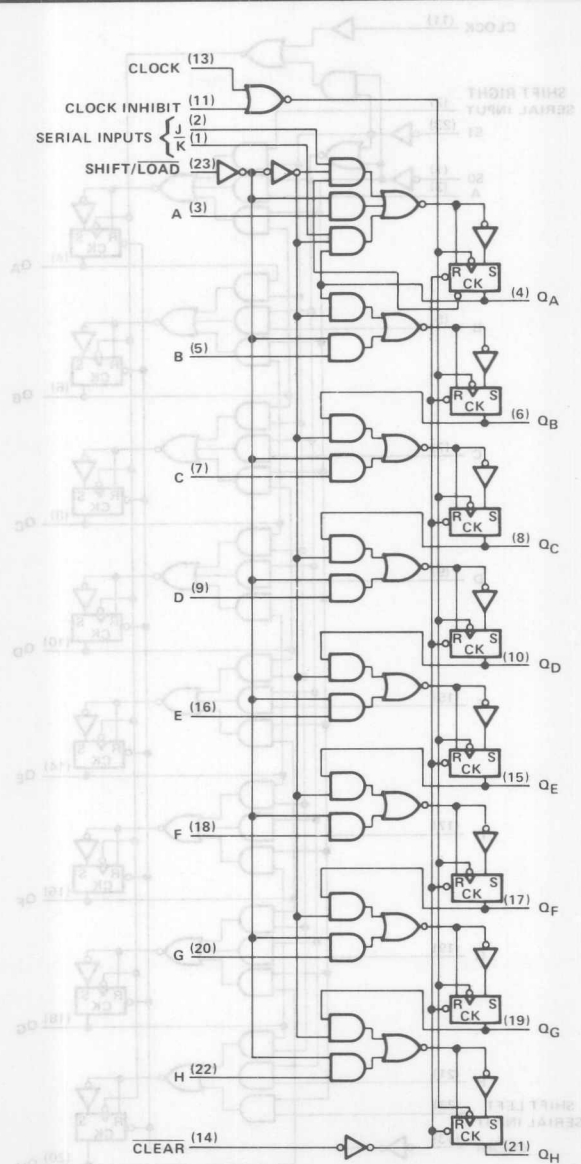 CLOCK (13)
CLOCK INHIBIT (11)
SERIAL INPUTS { J (2)
K̅ (1)
SHIFT/L̅O̅A̅D̅ (23)
A (3)
R S
CK
(4) QA
B (5)
R S
CK
(6) QB
C (7)
R S
CK
(8) QC
D (9)
R S
CK
(10) QD
E (16)
R S
CK
(15) QE
F (18)
R S
CK
(17) QF
G (20)
R S
CK
(19) QG
H (22)
R S
CK
C̅L̅E̅A̅R̅ (14)
(21) QH